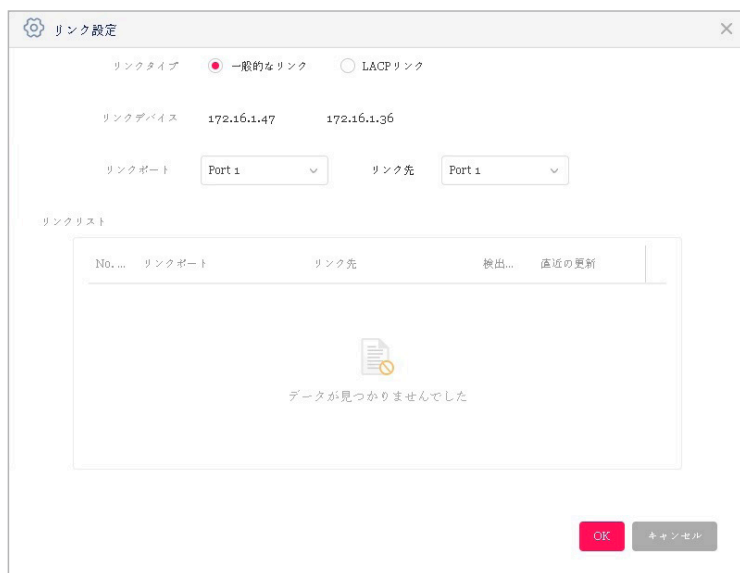 リンク設定
リンクタイプ 一般的なリンク LACPリンク
リンクデバイス 172.16.1.47 172.16.1.36
リンクポート Port 1 リンク先 Port 1
リンクリスト
No. ... リンクポート リンク先 検出... 直近の更新
データが見つかりませんでした
OK キャンセル